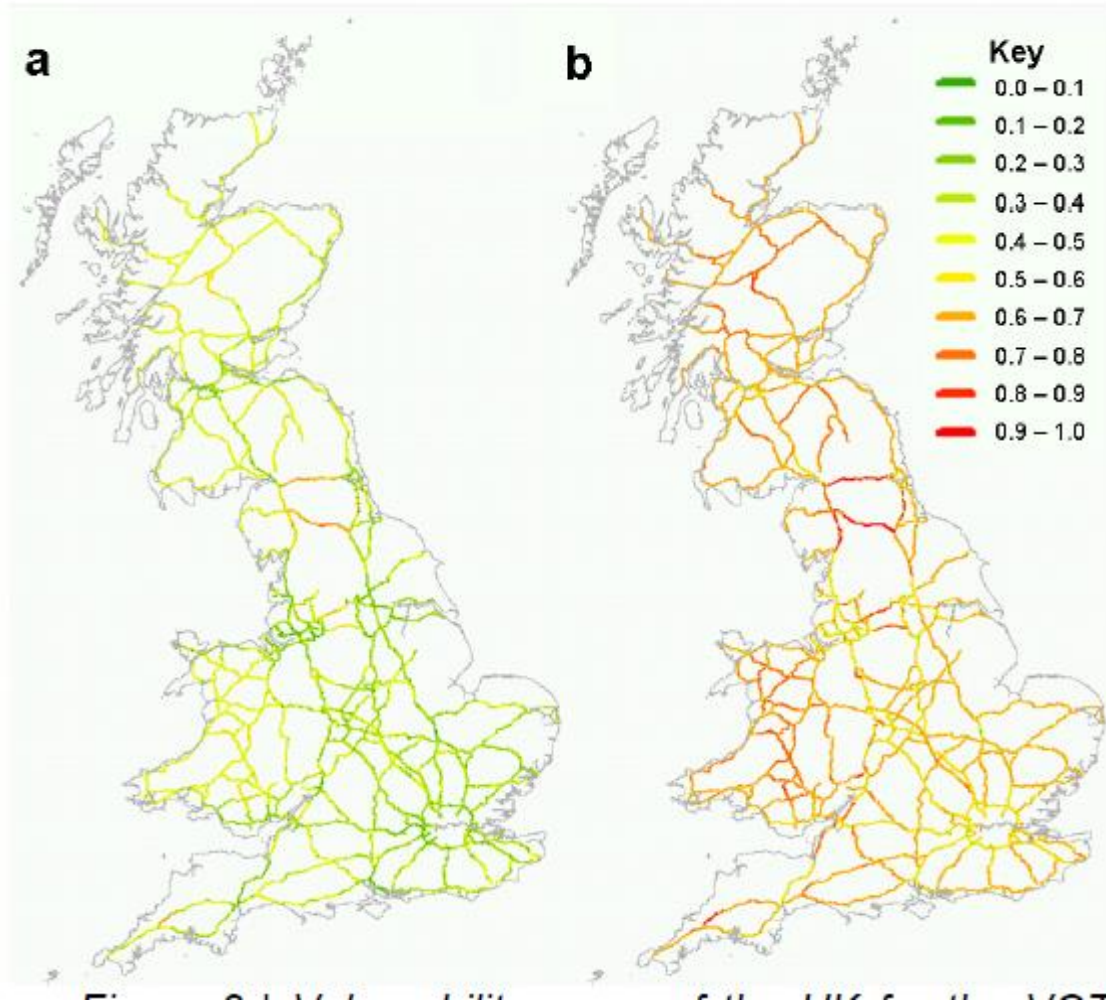 a
b
Key
0.0 – 0.1
0.1 – 0.2
0.2 – 0.3
0.3 – 0.4
0.4 – 0.5
0.5 – 0.6
0.6 – 0.7
0.7 – 0.8
0.8 – 0.9
0.9 – 1.0
of the UK for the